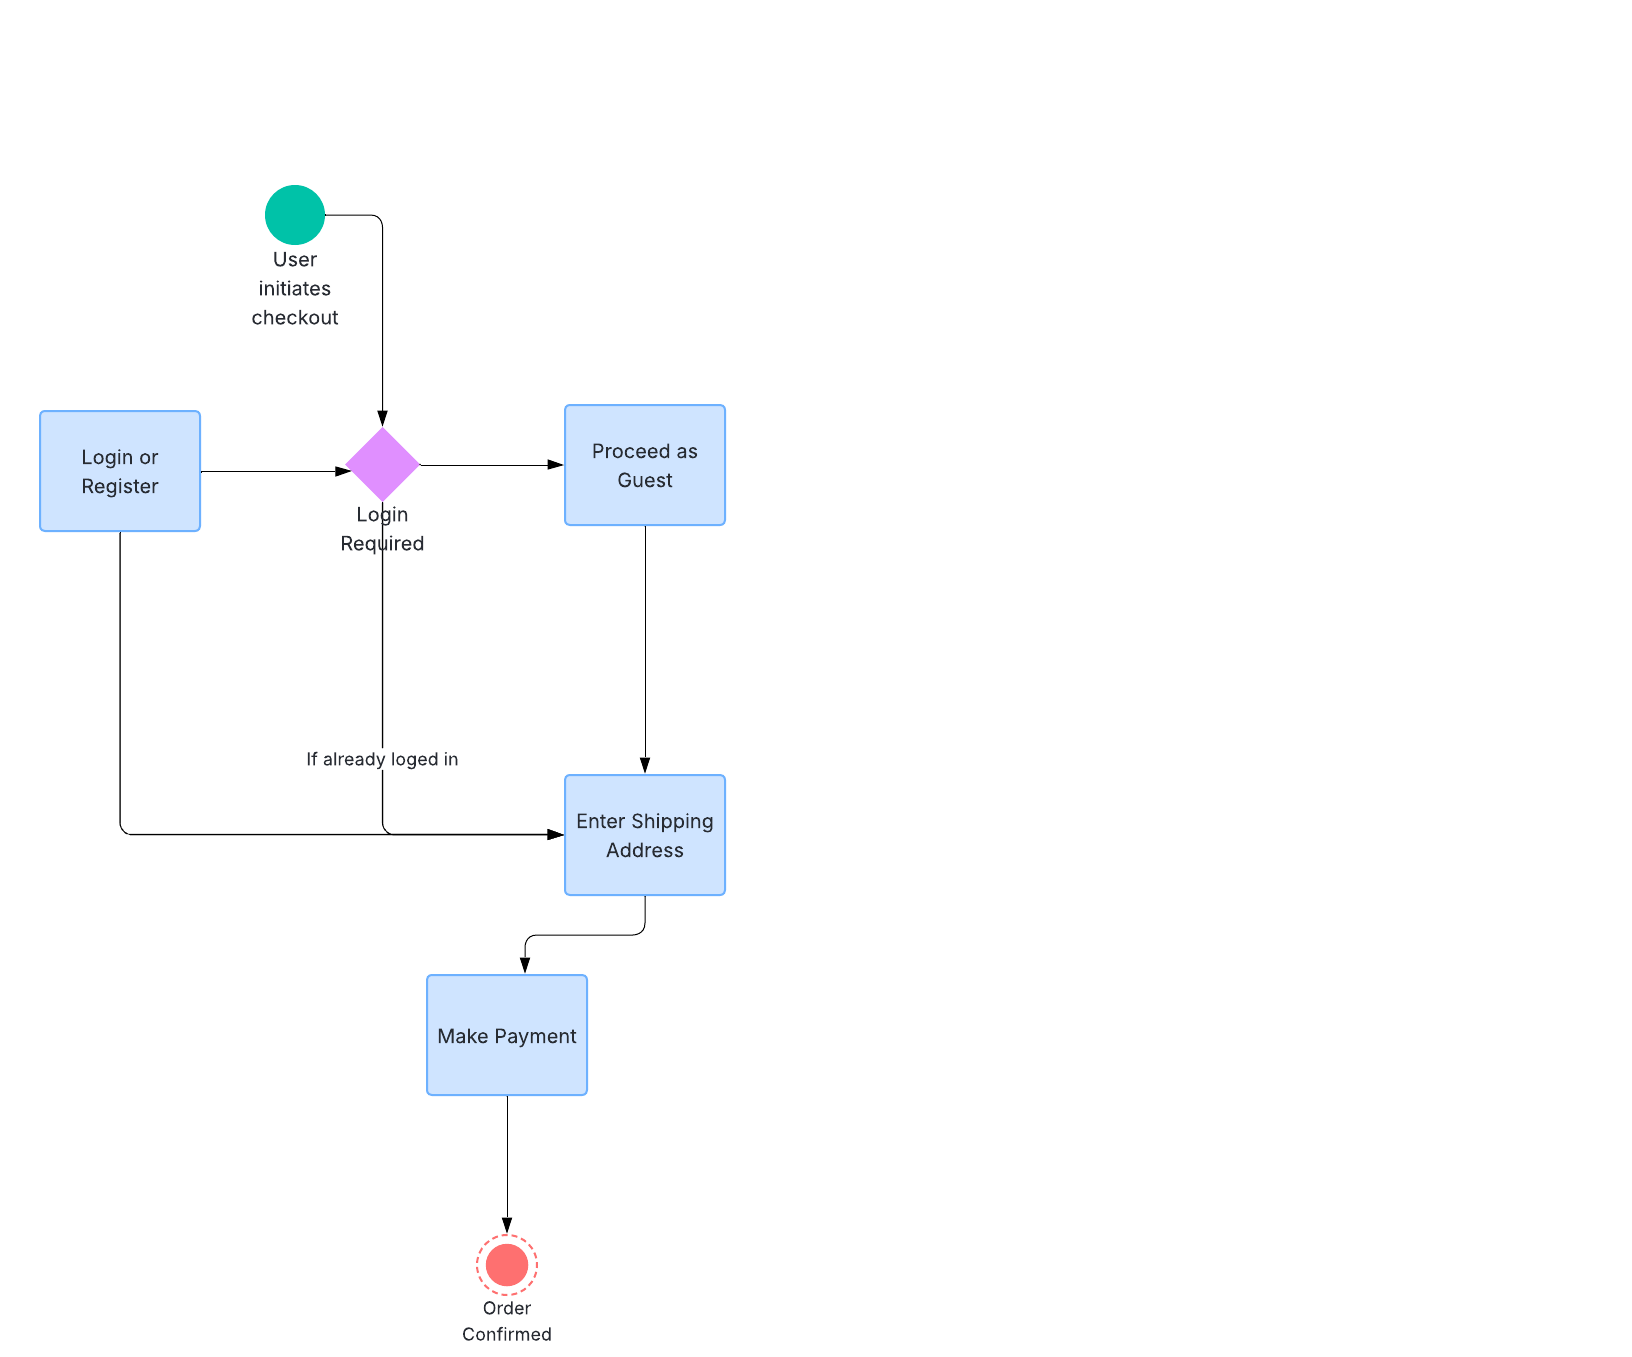 User
initiates
checkout
Login or
Register
Login
Required
Proceed as
Guest
If already loged in
Enter Shipping
Address
Make Payment
Order
Confirmed